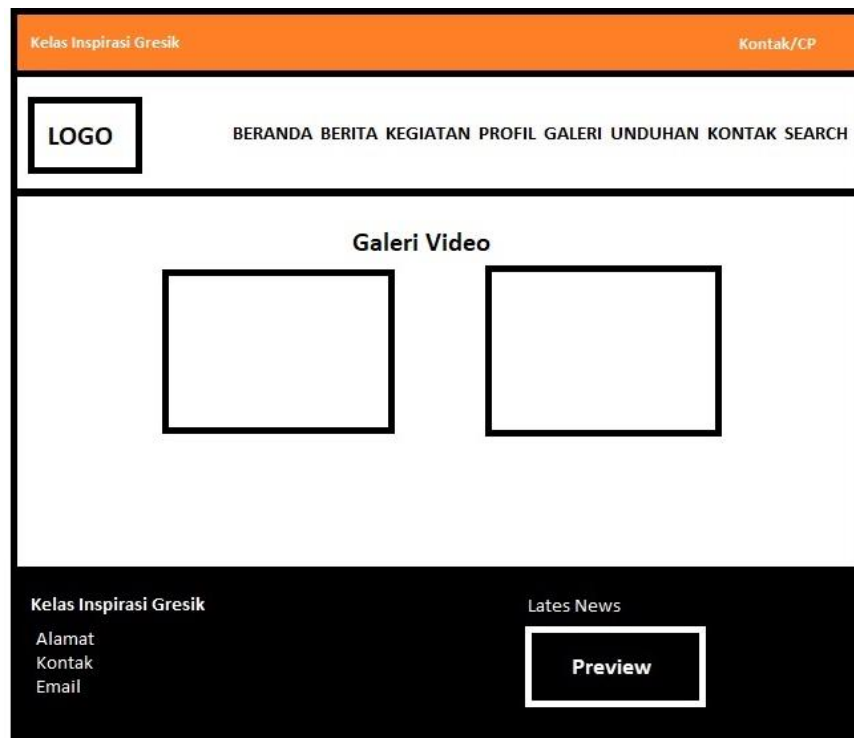 Kelas Inspirasi Gresik Kontak/CP
LOGO BERANDA BERITA KEGIATAN PROFIL GALERI UNDUHAN KONTAK SEARCH
Galeri Video
Kelas Inspirasi Gresik
Alamat
Kontak
Email
Lates News
Preview